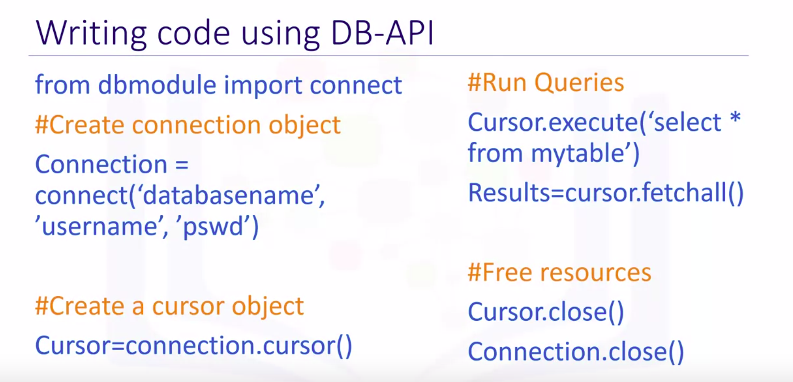 Writing code using DB-API
from dbmodule import connect
#Create connection object
Connection =
connect(‘databasename’,
’username’, ’pswd’)
#Create a cursor object
Cursor=connection.cursor()
#Run Queries
Cursor.execute(‘select *
from mytable’)
Results=cursor.fetchall()
#Free resources
Cursor.close()
Connection.close()